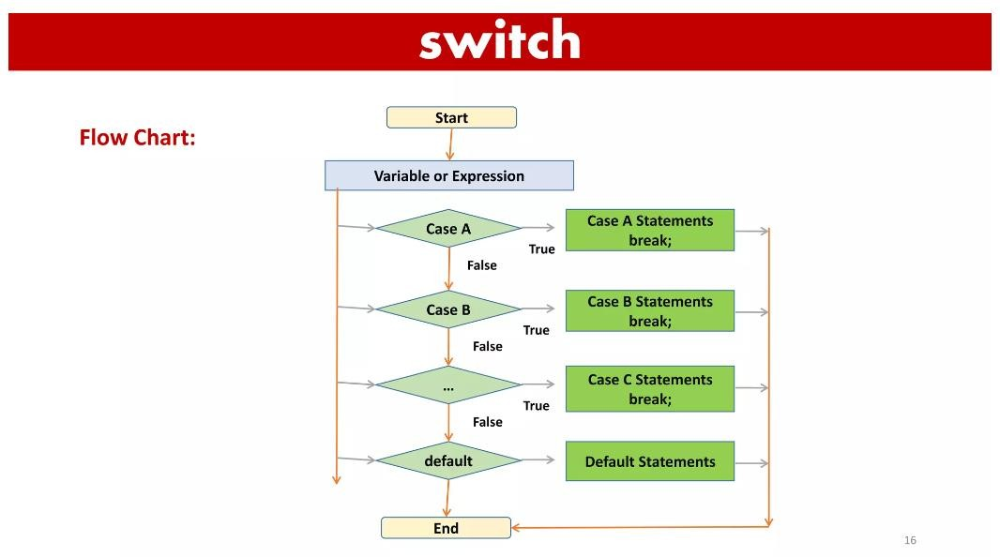 switch
Flow Chart:
Start
Variable or Expression
Case A
True
False
Case A Statements
break;
Case B
True
False
Case B Statements
break;
...
True
False
Case C Statements
break;
default
Default Statements
End
16